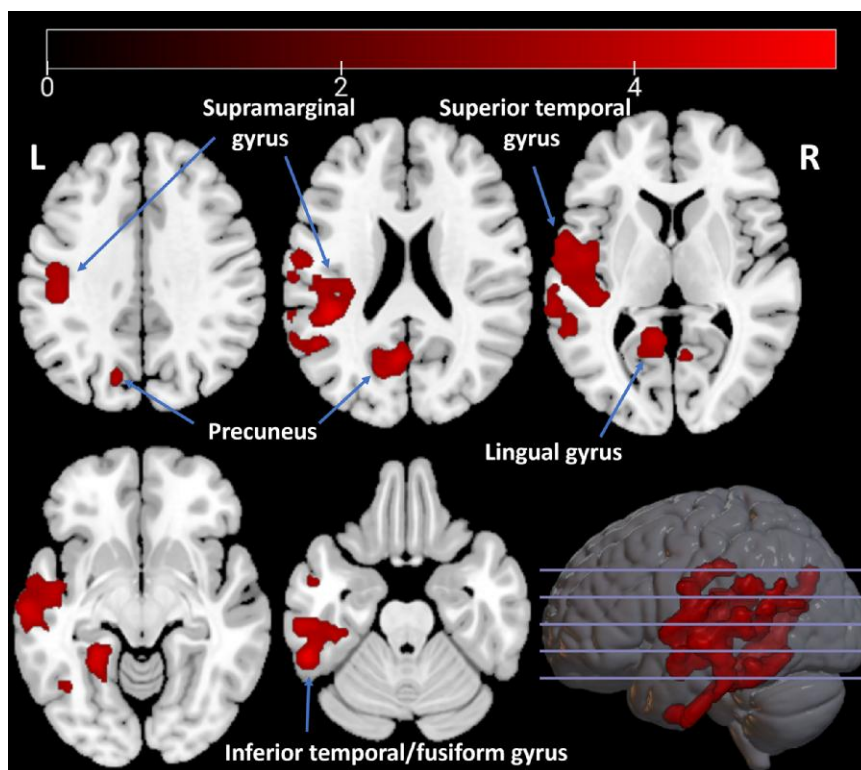 0 2 4
Supramarginal
gyrus
Superior temporal
gyrus
L
R
Precuneus
Lingual gyrus
Inferior temporal/fusiform gyrus